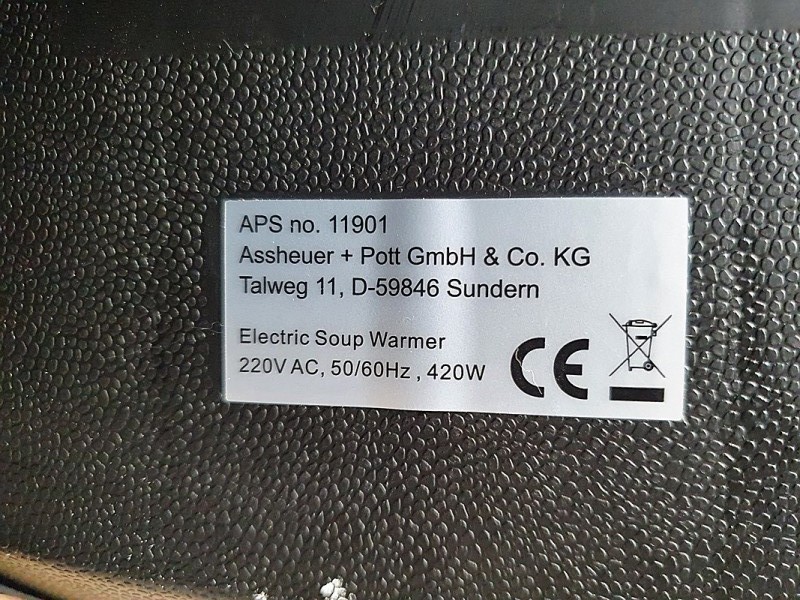 APS no. 11901
Assheuer + Pott GmbH & Co. KG
Talweg 11, D-59846 Sundern
Electric Soup Warmer
220V AC, 50/60Hz , 420W
CE